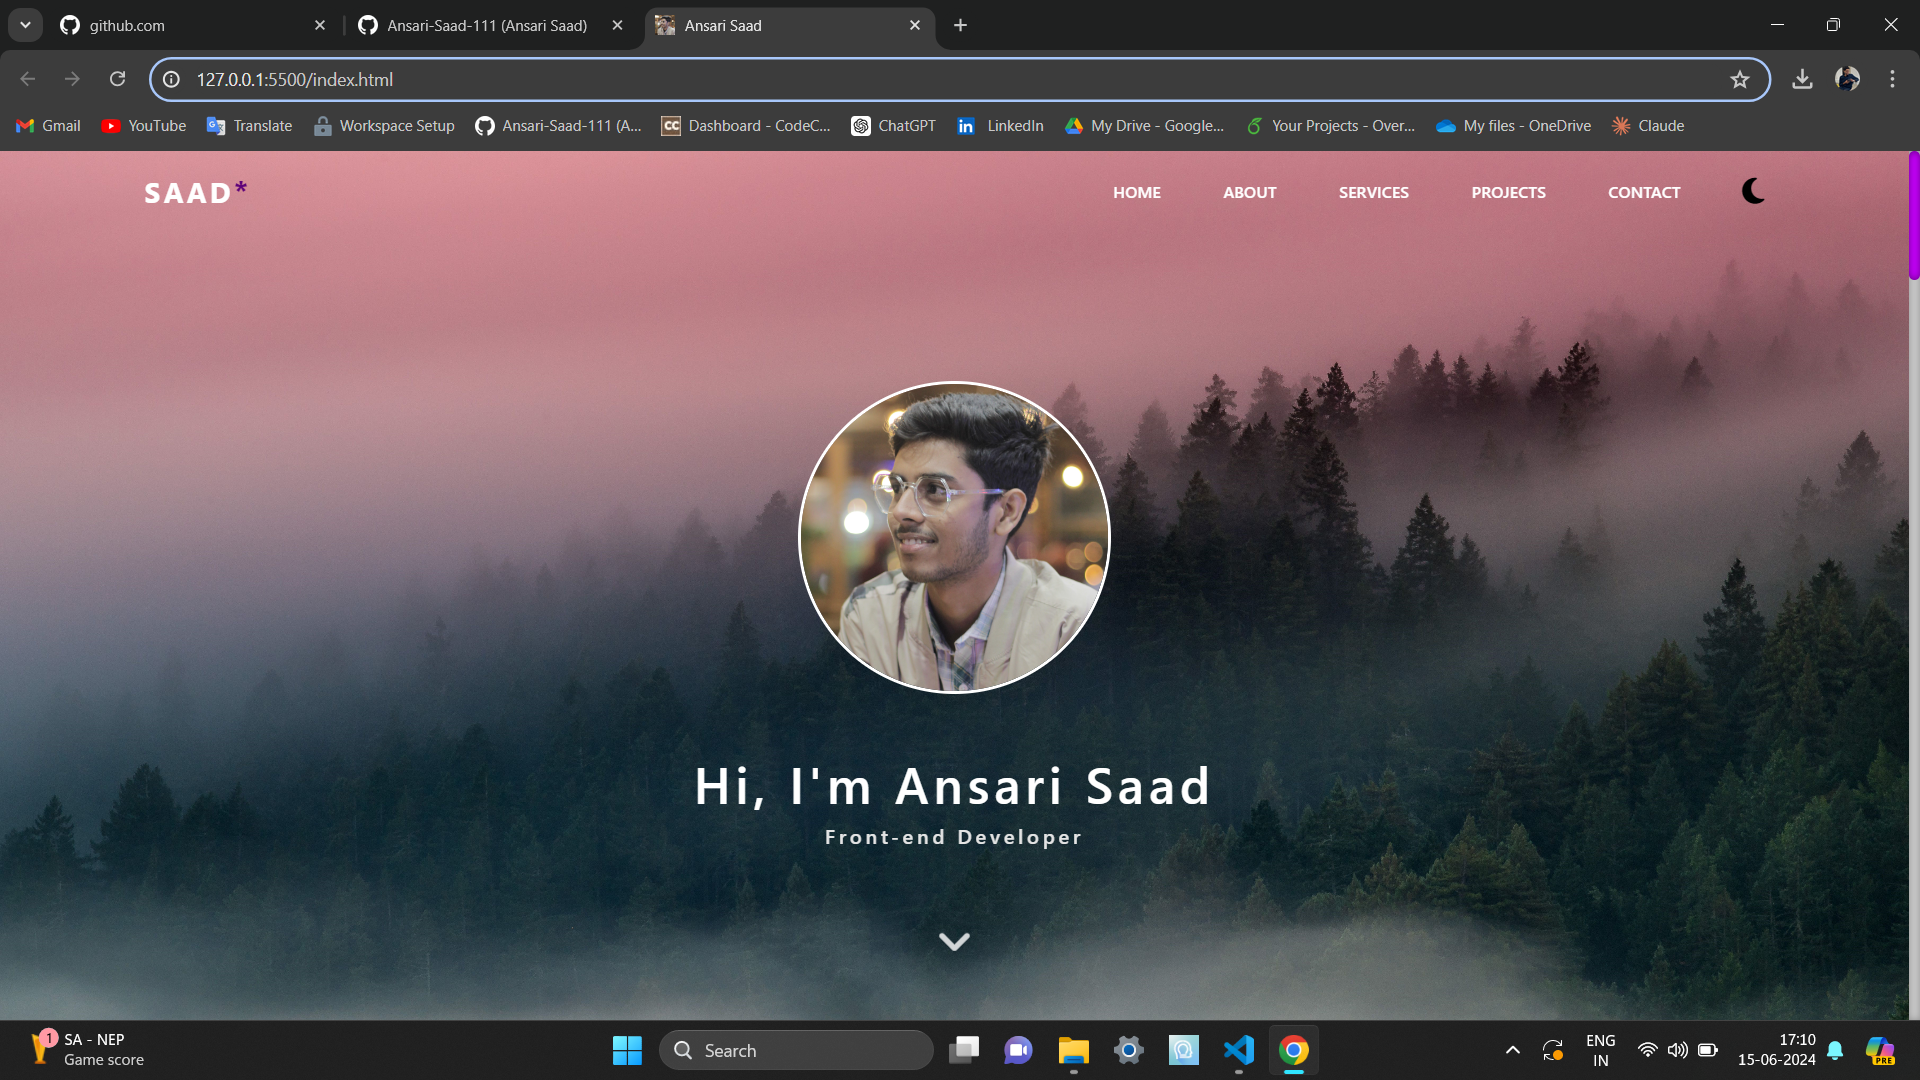 github.com
Ansari-Saad-111 (Ansari Saad)
Ansari Saad
127.0.0.1:5500/index.html
Gmail
YouTube
Translate
Workspace Setup
Ansari-Saad-111 (A...
CC
Dashboard - CodeC...
ChatGPT
in
LinkedIn
My Drive - Google...
Your Projects - Over...
My files - OneDrive
Claude
SAAD*
HOME
ABOUT
SERVICES
PROJECTS
CONTACT
Hi, I'm Ansari Saad
Front-end Developer
1
SA - NEP
Game score
Search
ENG
IN
17:10
15-06-2024
PRE